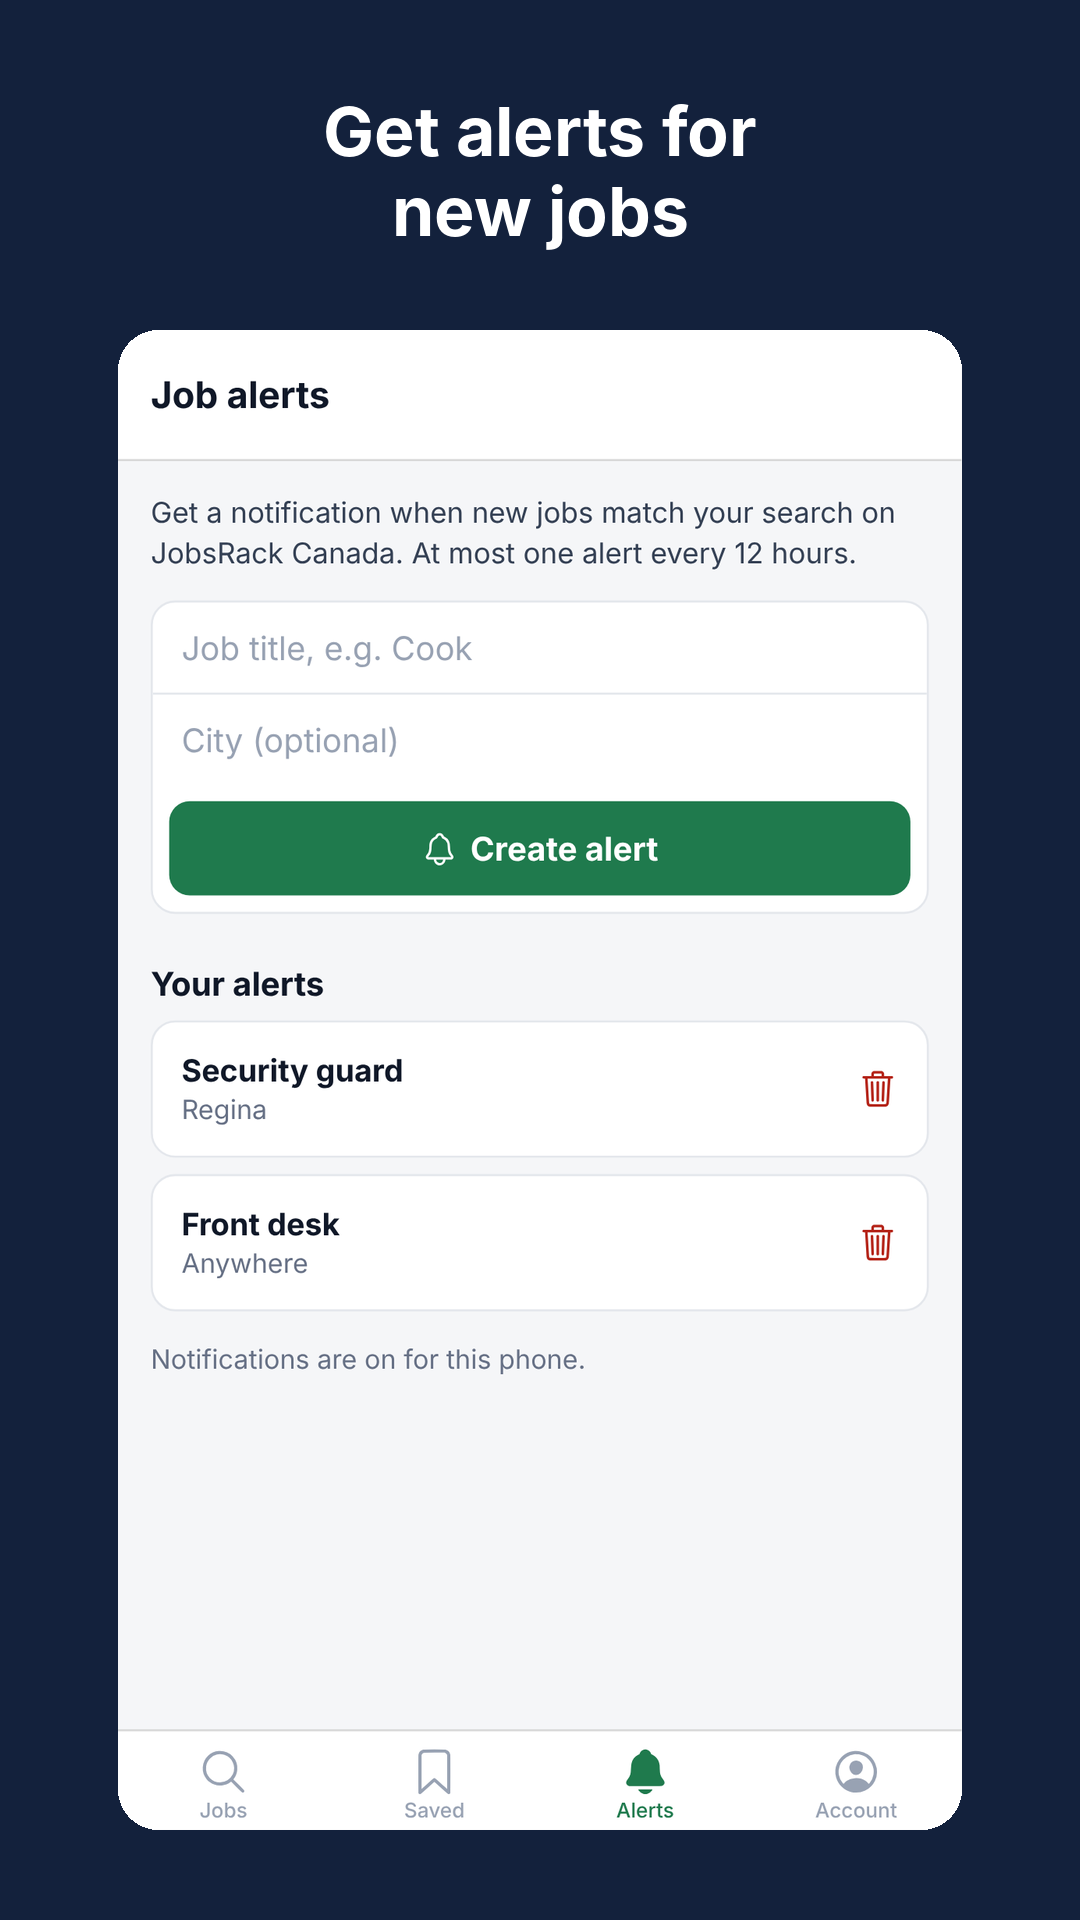 Get alerts for
new jobs
Job alerts
Get a notification when new jobs match your search on
JobsRack Canada. At most one alert every 12 hours.
Job title, e.g. Cook
City (optional)
Create alert
Your alerts
Security guard
Regina
Front desk
Anywhere
Notifications are on for this phone.
Jobs
Saved
Alerts
Account